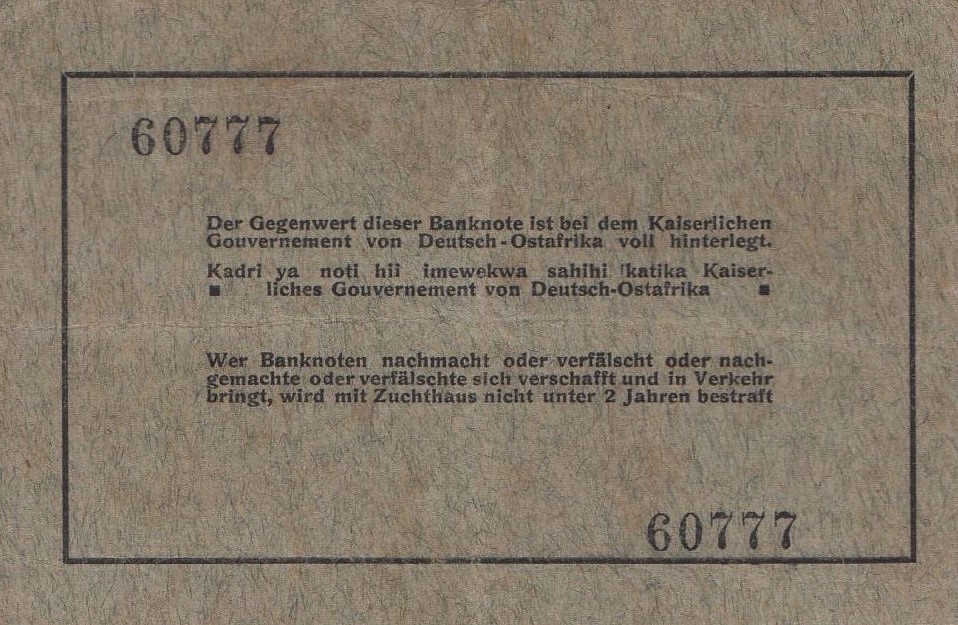 60777
Der Gegenwert dieser Banknote ist bei dem Kaiserlichen
Gouvernement von Deutsch-Ostafrika voll hinterlegt.
Kadri ya noti hii imewekwa sahihi katika Kaiser-
liches Gouvernement von Deutsch-Ostafrika
Wer Banknoten nachmacht oder verfälscht oder nach-
gemachte oder verfälschte sich verschafft und in Verkehr
bringt, wird mit Zuchthaus nicht unter 2 Jahren bestraft
60777